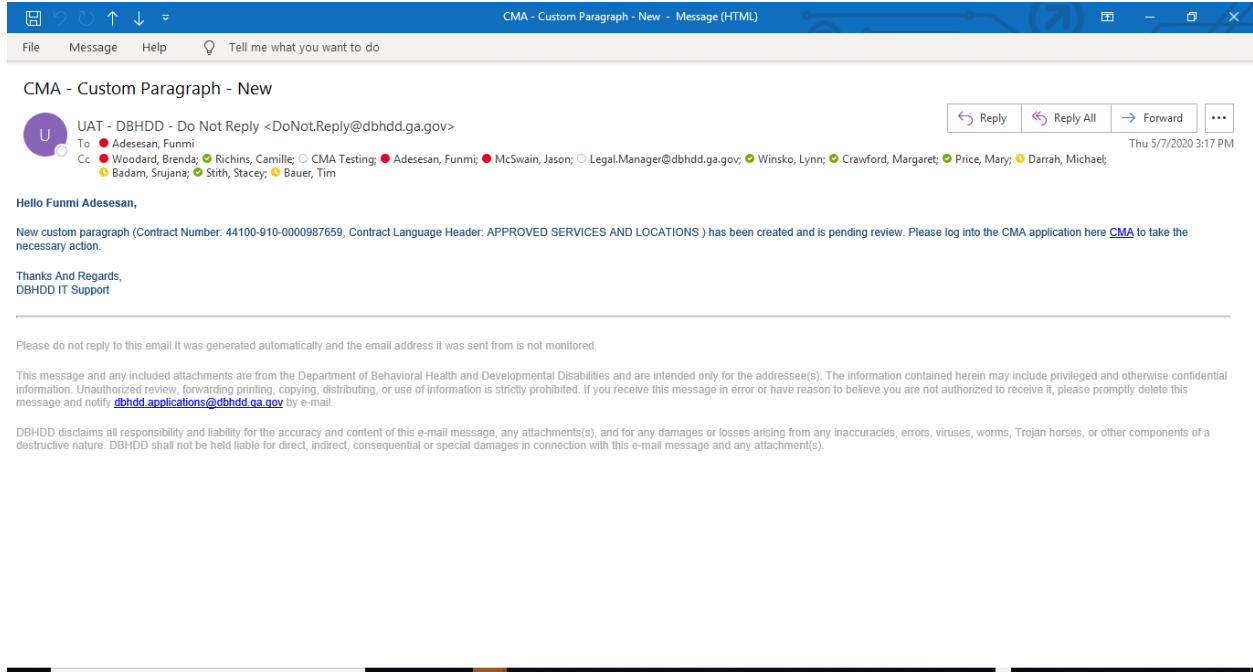 CMA - Custom Paragraph - New - Message (HTML)
File Message Help Tell me what you want to do
CMA - Custom Paragraph - New
U
UAT - DBHDD - Do Not Reply <DoNot.Reply@dbhdd.ga.gov>
Reply Reply All Forward
To Adesesan, Funmi
Thu 5/7/2020 3:17 PM
Cc Woodard, Brenda; Richins, Camille; CMA Testing; Adesesan, Funmi; McSwain, Jason; Legal.Manager@dbhdd.ga.gov; Winsko, Lynn; Crawford, Margaret; Price, Mary; Darrah, Michael;
Badam, Srujana; Stith, Stacey; Bauer, Tim
Hello Funmi Adesesan,
New custom paragraph (Contract Number: 44100-910-0000987659, Contract Language Header: APPROVED SERVICES AND LOCATIONS ) has been created and is pending review. Please log into the CMA application here CMA to take the
necessary action.
Thanks And Regards,
DBHDD IT Support
Please do not reply to this email.It was generated automatically and the email address it was sent from is not monitored.
This message and any included attachments are from the Department of Behavioral Health and Developmental Disabilities and are intended only for the addressee(s). The information contained herein may include privileged and otherwise confidential
information. Unauthorized review, forwarding printing, copying, distributing, or use of information is strictly prohibited. If you receive this message in error or have reason to believe you are not authorized to receive it, please promptly delete this
message and notify dbhdd.applications@dbhdd.ga.gov by e-mail.
DBHDD disclaims all responsibility and liability for the accuracy and content of this e-mail message, any attachments(s), and for any damages or losses arising from any inaccuracies, errors, viruses, worms, Trojan horses, or other components of a
destructive nature. DBHDD shall not be held liable for direct, indirect, consequential or special damages in connection with this e-mail message and any attachment(s).